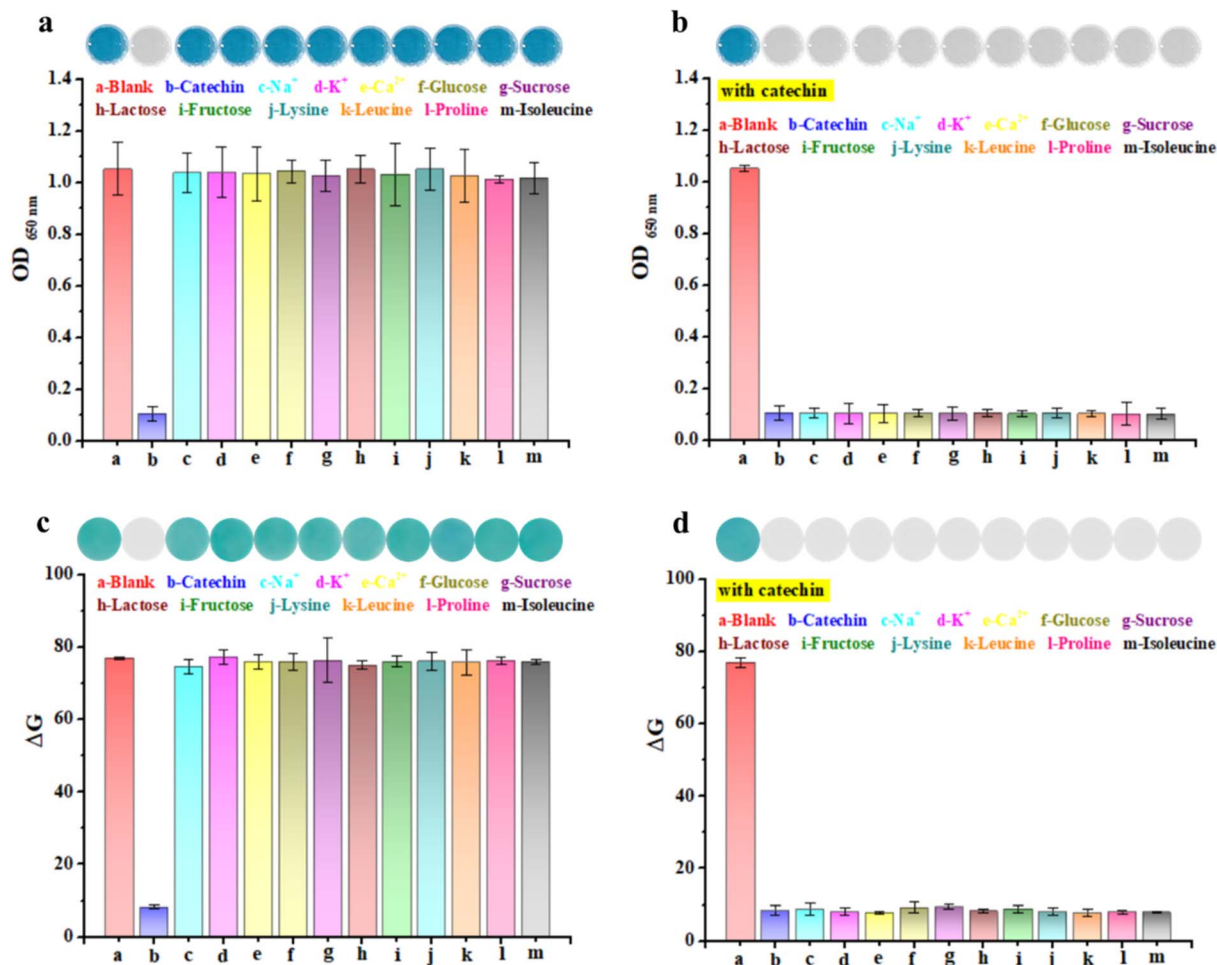 a
1.4
1.2
1.0
0.8
0.6
0.4
0.2
0.0
OD 650 nm
a-Blank b-Catechin c-Na+ d-K+ e-Ca2+ f-Glucose g-Sucrose
h-Lactose i-Fructose j-Lysine k-Leucine l-Proline m-Isoleucine
a b c d e f g h i j k l m
b
1.4
1.2
1.0
0.8
0.6
0.4
0.2
0.0
OD 650 nm
with catechin
a-Blank b-Catechin c-Na+ d-K+ e-Ca2+ f-Glucose g-Sucrose
h-Lactose i-Fructose j-Lysine k-Leucine l-Proline m-Isoleucine
a b c d e f g h i j k l m
c
100
80
60
40
20
0
ΔG
a-Blank b-Catechin c-Na+ d-K+ e-Ca2+ f-Glucose g-Sucrose
h-Lactose i-Fructose j-Lysine k-Leucine l-Proline m-Isoleucine
a b c d e f g h i j k l m
d
100
80
60
40
20
0
ΔG
with catechin
a-Blank b-Catechin c-Na+ d-K+ e-Ca2+ f-Glucose g-Sucrose
h-Lactose i-Fructose j-Lysine k-Leucine l-Proline m-Isoleucine
a b c d e f g h i j k l m